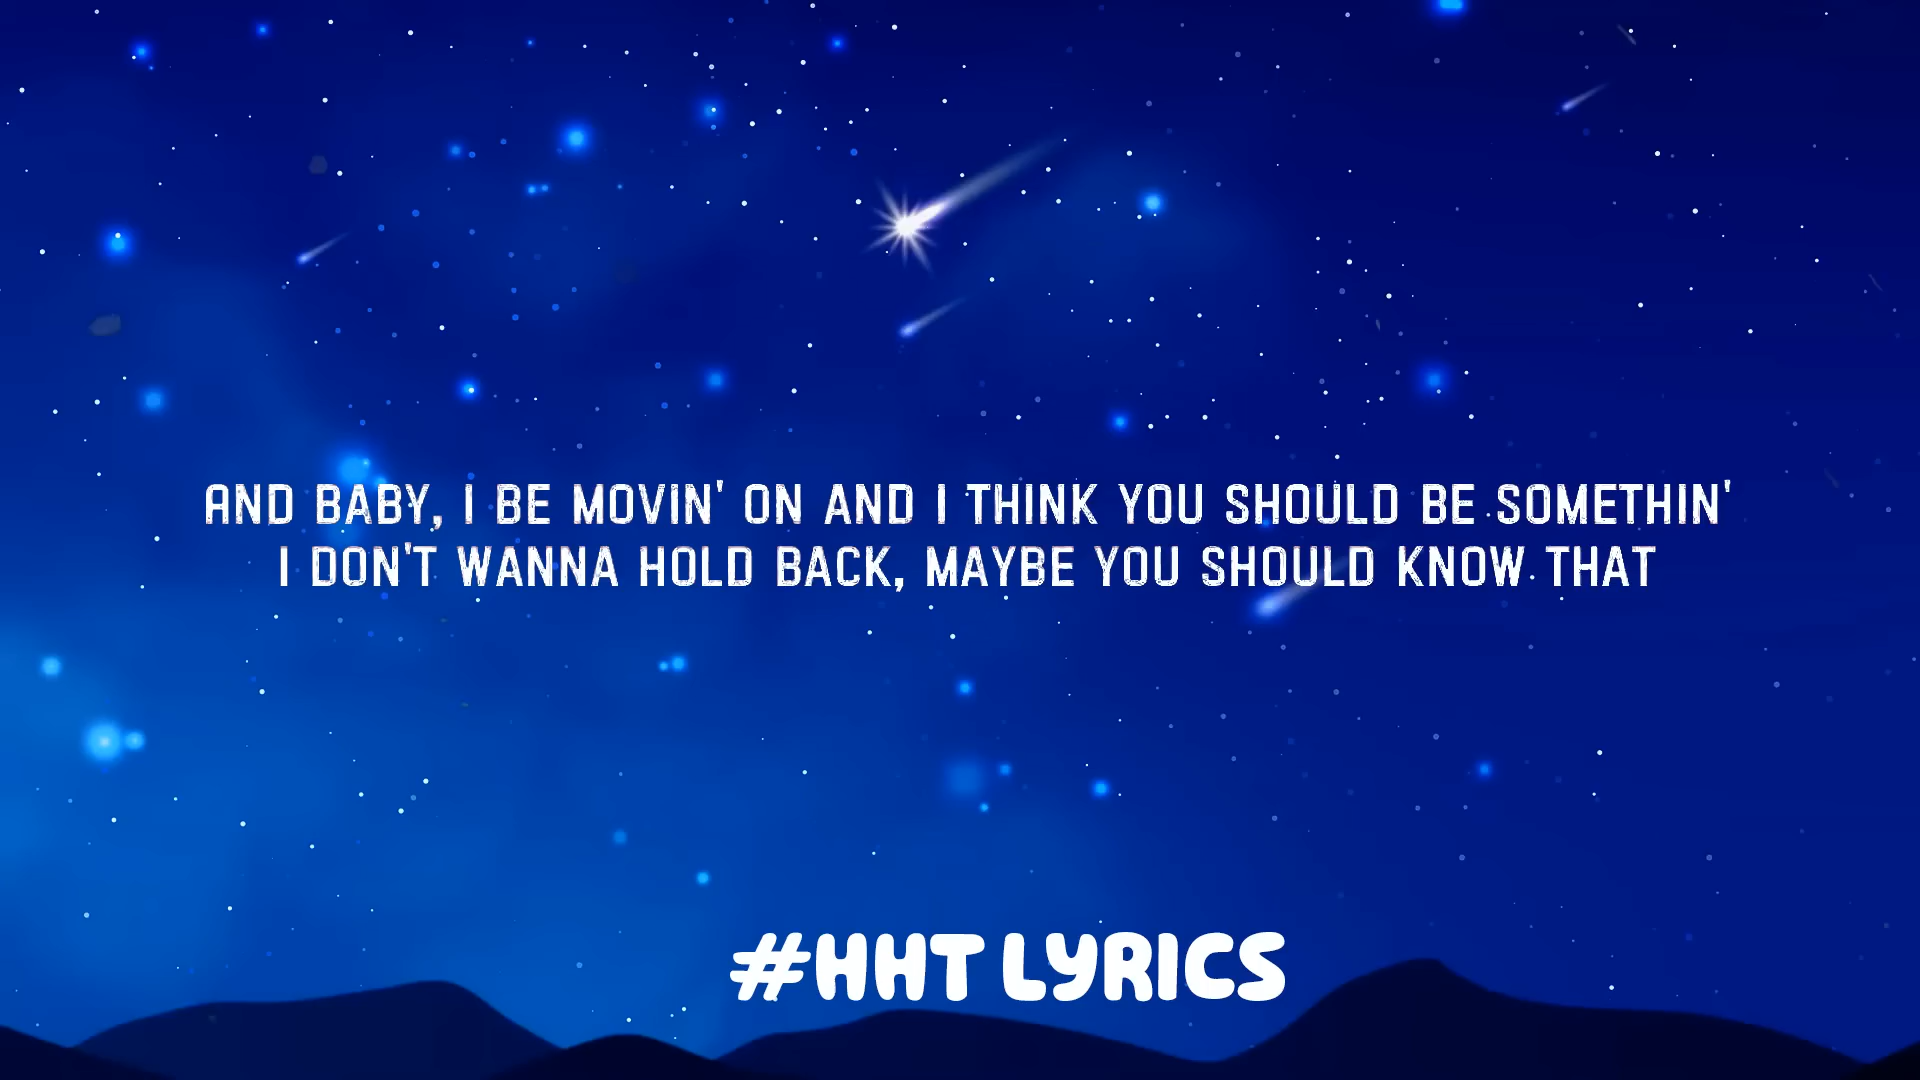 AND BABY, I BE MOVIN' ON AND I THINK YOU SHOULD BE SOMETHIN'
I DON'T WANNA HOLD BACK, MAYBE YOU SHOULD KNOW THAT
#HHT LYRICS